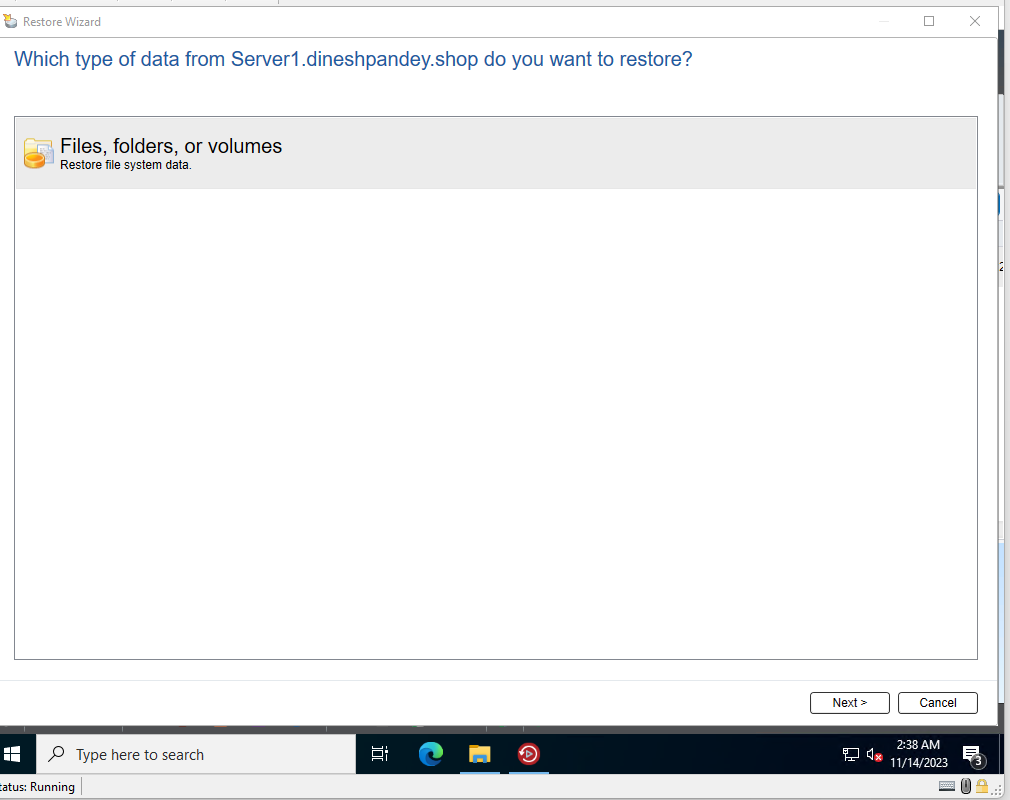 Restore Wizard
Which type of data from Server1.dineshpandey.shop do you want to restore?
Files, folders, or volumes
Restore file system data.
Next >
Cancel
Type here to search
2:38 AM
11/14/2023
3
tatus: Running